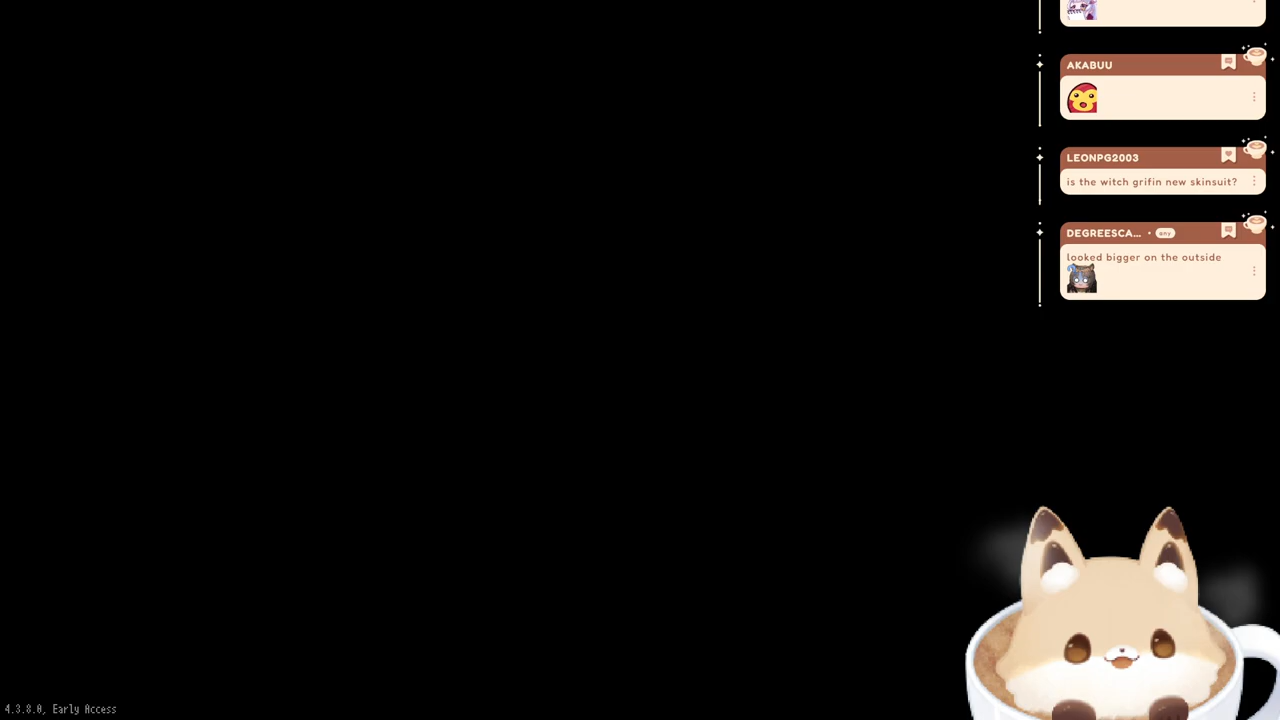 AKABUU
LEONPG2003
is the witch grifin new skinsuit?
DEGREESCA... • any
looked bigger on the outside
4.3.8.0, Early Access